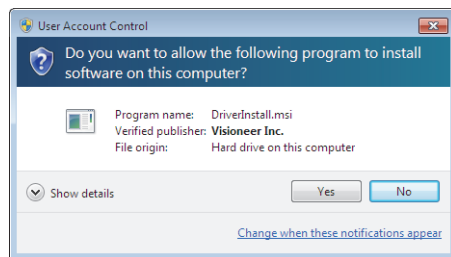 User Account Control
Do you want to allow the following program to install
software on this computer?
Program name: DriverInstall.msi
Verified publisher: Visioneer Inc.
File origin: Hard drive on this computer
Show details
Yes
No
Change when these notifications appear